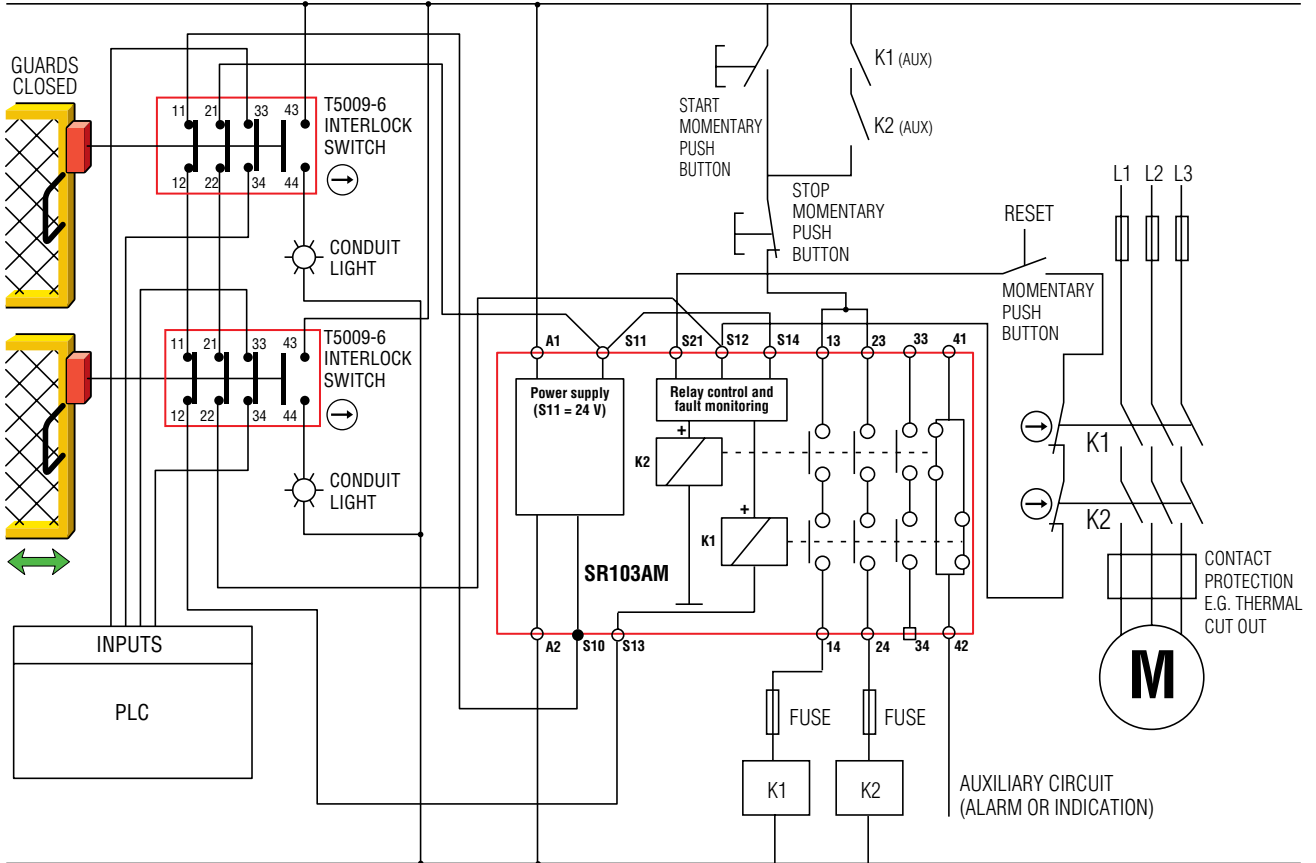 GUARDS
CLOSED
11 21 33 43
12 22 34 44
T5009-6
INTERLOCK
SWITCH
CONDUIT
LIGHT
11 21 33 43
12 22 34 44
T5009-6
INTERLOCK
SWITCH
CONDUIT
LIGHT
INPUTS
PLC
START
MOMENTARY
PUSH
BUTTON
K1 (AUX)
K2 (AUX)
STOP
MOMENTARY
PUSH
BUTTON
RESET
MOMENTARY
PUSH
BUTTON
L1 L2 L3
A1 S11 S21 S12 S14 13 23 33 41
Power supply
(S11 = 24 V)
Relay control and
fault monitoring
+
K2
+
K1
SR103AM
A2 S10 S13 14 24 34 42
FUSE FUSE
K1 K2
AUXILIARY CIRCUIT
(ALARM OR INDICATION)
K1
K2
CONTACT
PROTECTION
E.G. THERMAL
CUT OUT
M